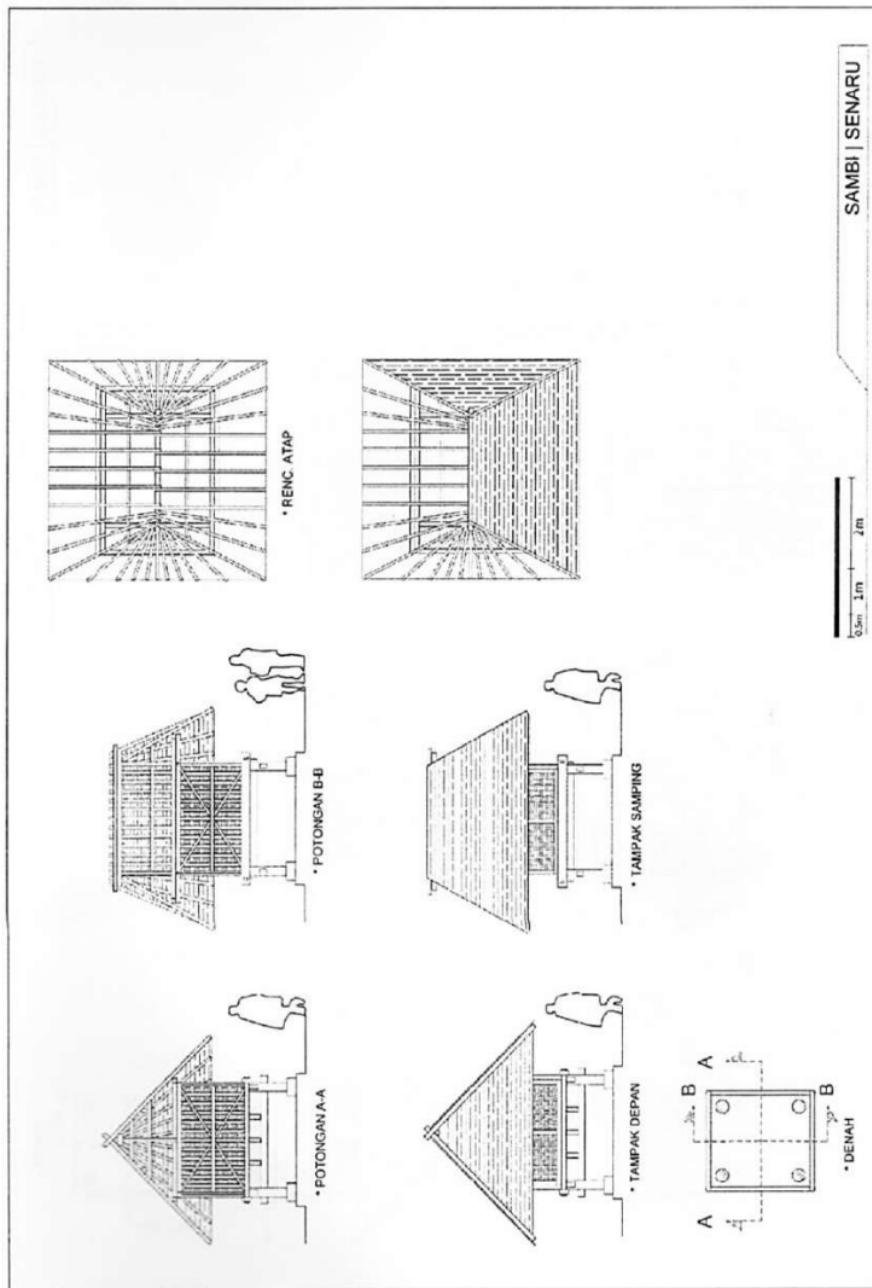 * POTONGAN A-A
* POTONGAN B-B
* RENC. ATAP
* TAMPAK DEPAN
* TAMPAK SAMPING
B
A A
B
* DENAH
0.5m 1m 2m
SAMBI | SENARU